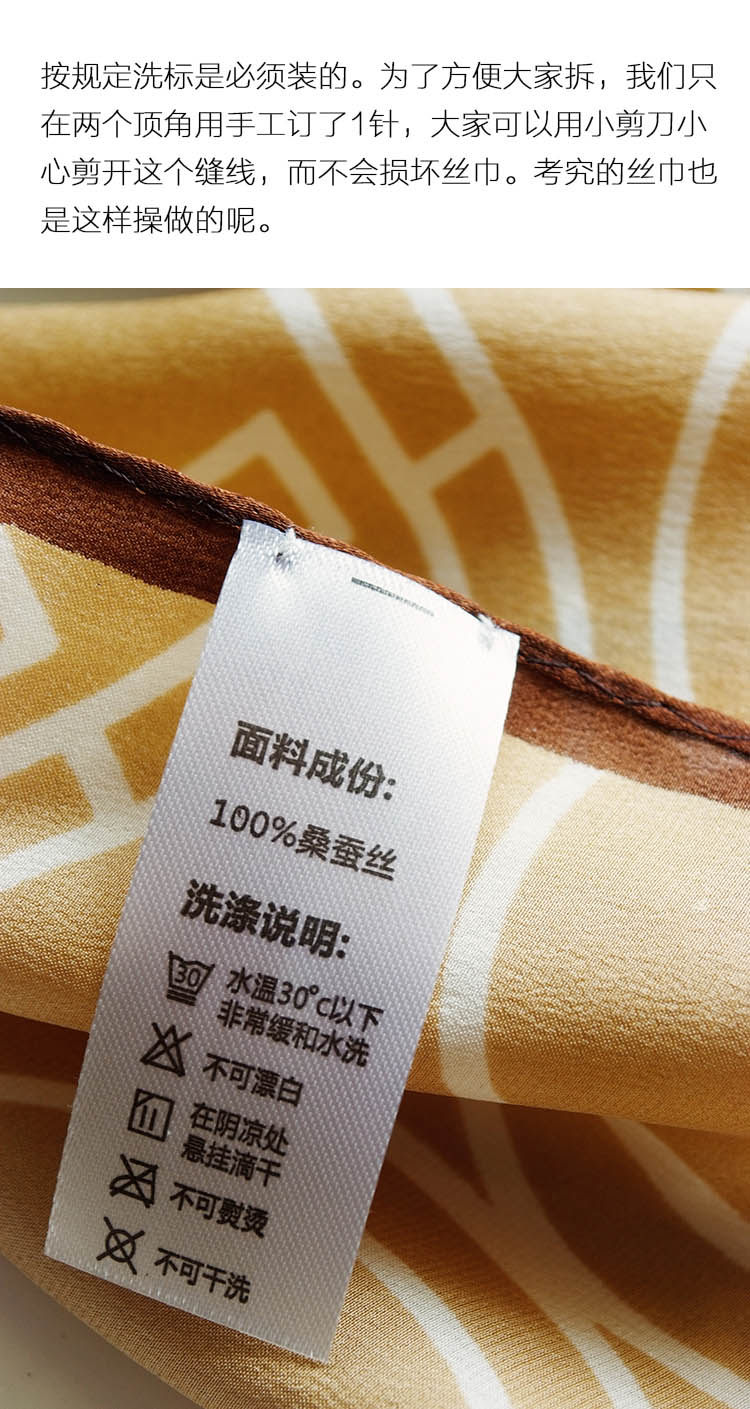 按规定洗标是必须装的。为了方便大家拆，我们只
在两个顶角用手工订了1针，大家可以用小剪刀小
心剪开这个缝线，而不会损坏丝巾。考究的丝巾也
是这样操做的呢。
面料成份:
100%桑蚕丝
洗涤说明:
30
水温30°c以下
非常缓和水洗
不可漂白
在阴凉处
悬挂滴干
不可熨烫
不可干洗